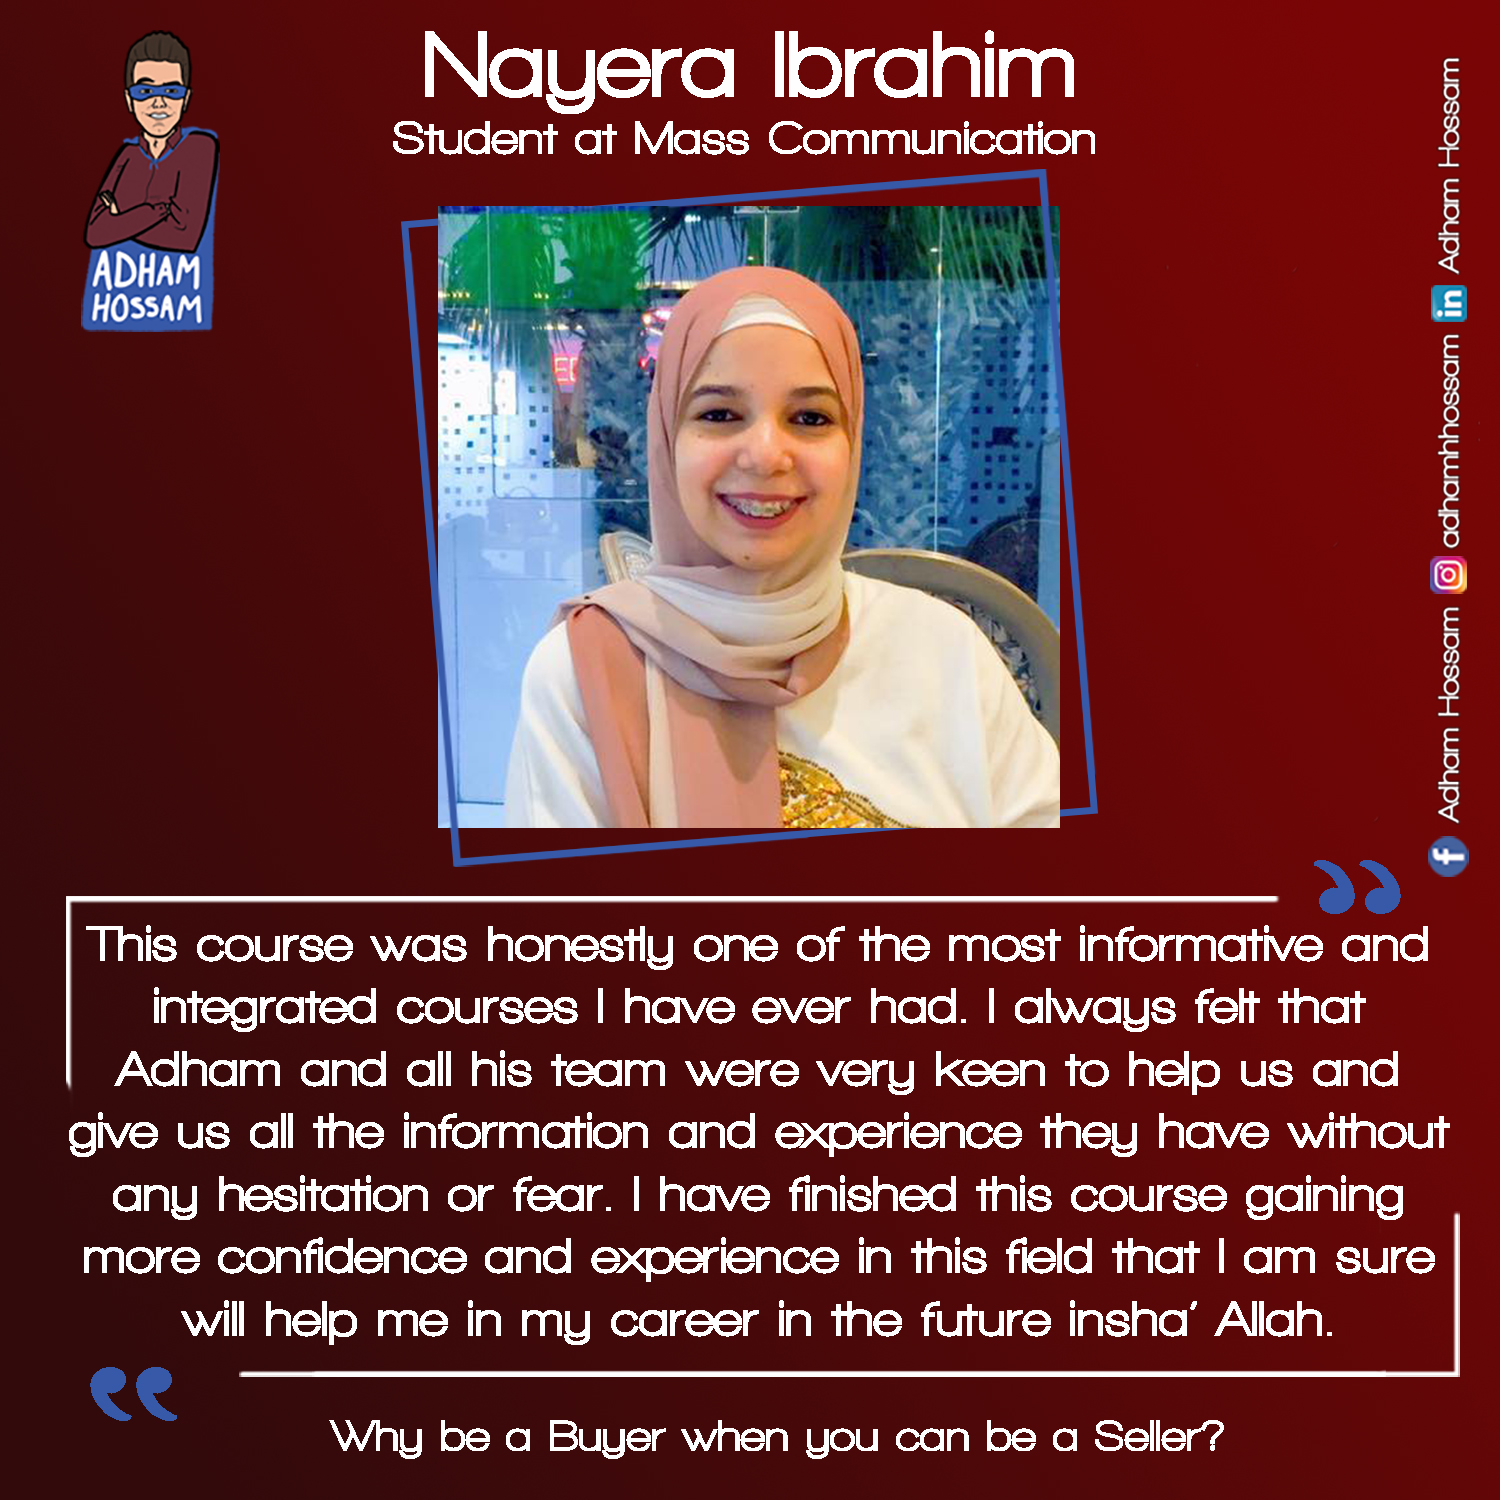 Nayera Ibrahim
Student at Mass Communication
ADHAM
HOSSAM
Adham Hossam
adhamhossam
Adham Hossam
This course was honestly one of the most informative and
integrated courses I have ever had. I always felt that
Adham and all his team were very keen to help us and
give us all the information and experience they have without
any hesitation or fear. I have finished this course gaining
more confidence and experience in this field that I am sure
will help me in my career in the future insha’ Allah.
Why be a Buyer when you can be a Seller?